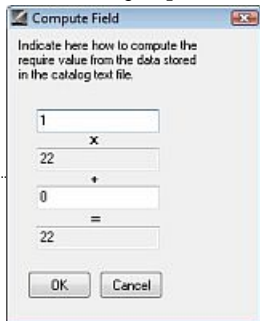 Compute Field
Indicate here how to compute the
require value from the data stored
in the catalog text file.
1
x
22
+
0
=
22
OK Cancel